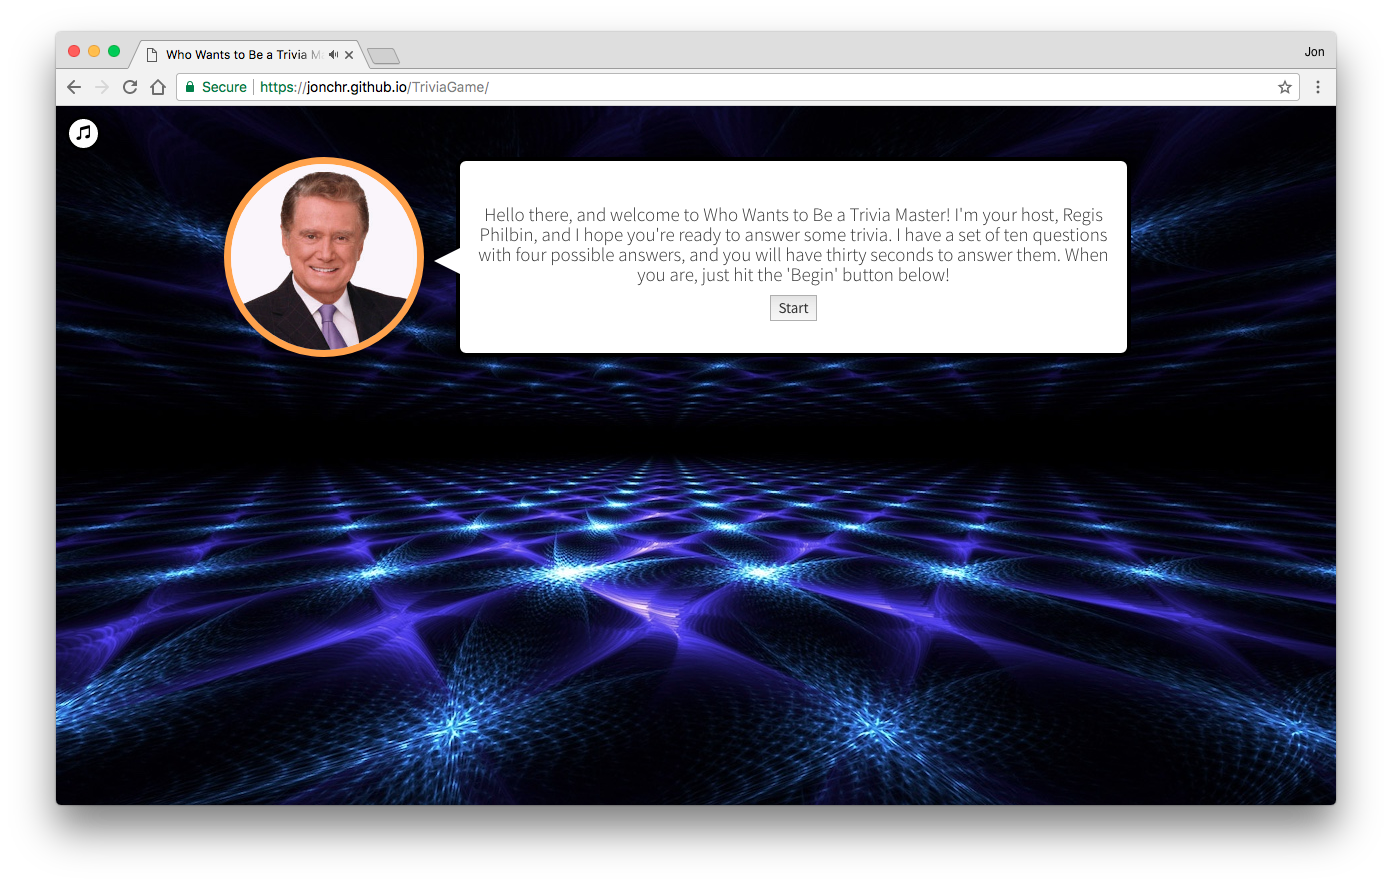 Who Wants to Be a Trivia
Jon
Secure https://jonchr.github.io/TriviaGame/
Hello there, and welcome to Who Wants to Be a Trivia Master! I'm your host, Regis
Philbin, and I hope you're ready to answer some trivia. I have a set of ten questions
with four possible answers, and you will have thirty seconds to answer them. When
you are, just hit the 'Begin' button below!
Start